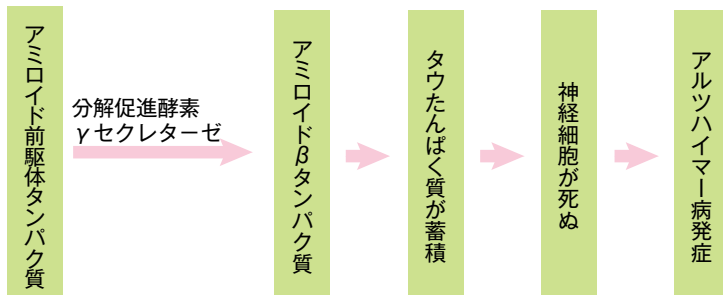 アミロイド前駆体タンパク質
分解促進酵素
γセクレターゼ
アミロイドβタンパク質
タウたんぱく質が蓄積
神経細胞が死ぬ
アルツハイマー病発症